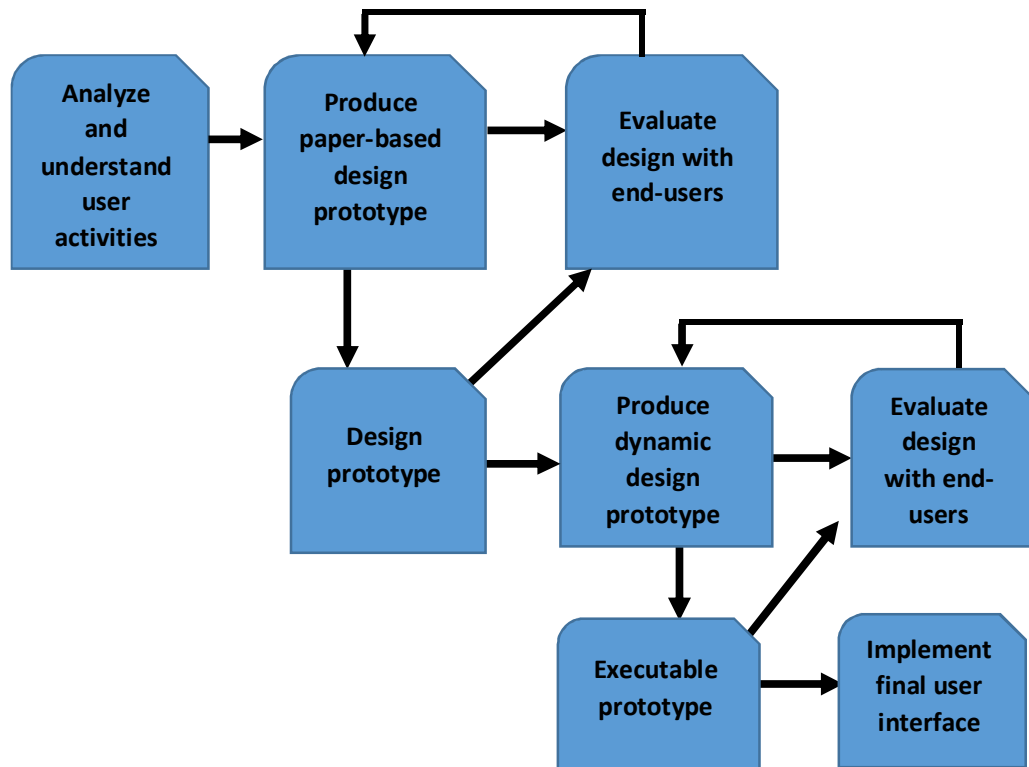 Analyze
and
understand
user
activities
Produce
paper-based
design
prototype
Evaluate
design with
end-users
Design
prototype
Produce
dynamic
design
prototype
Evaluate
design
with end-
users
Executable
prototype
Implement
final user
interface